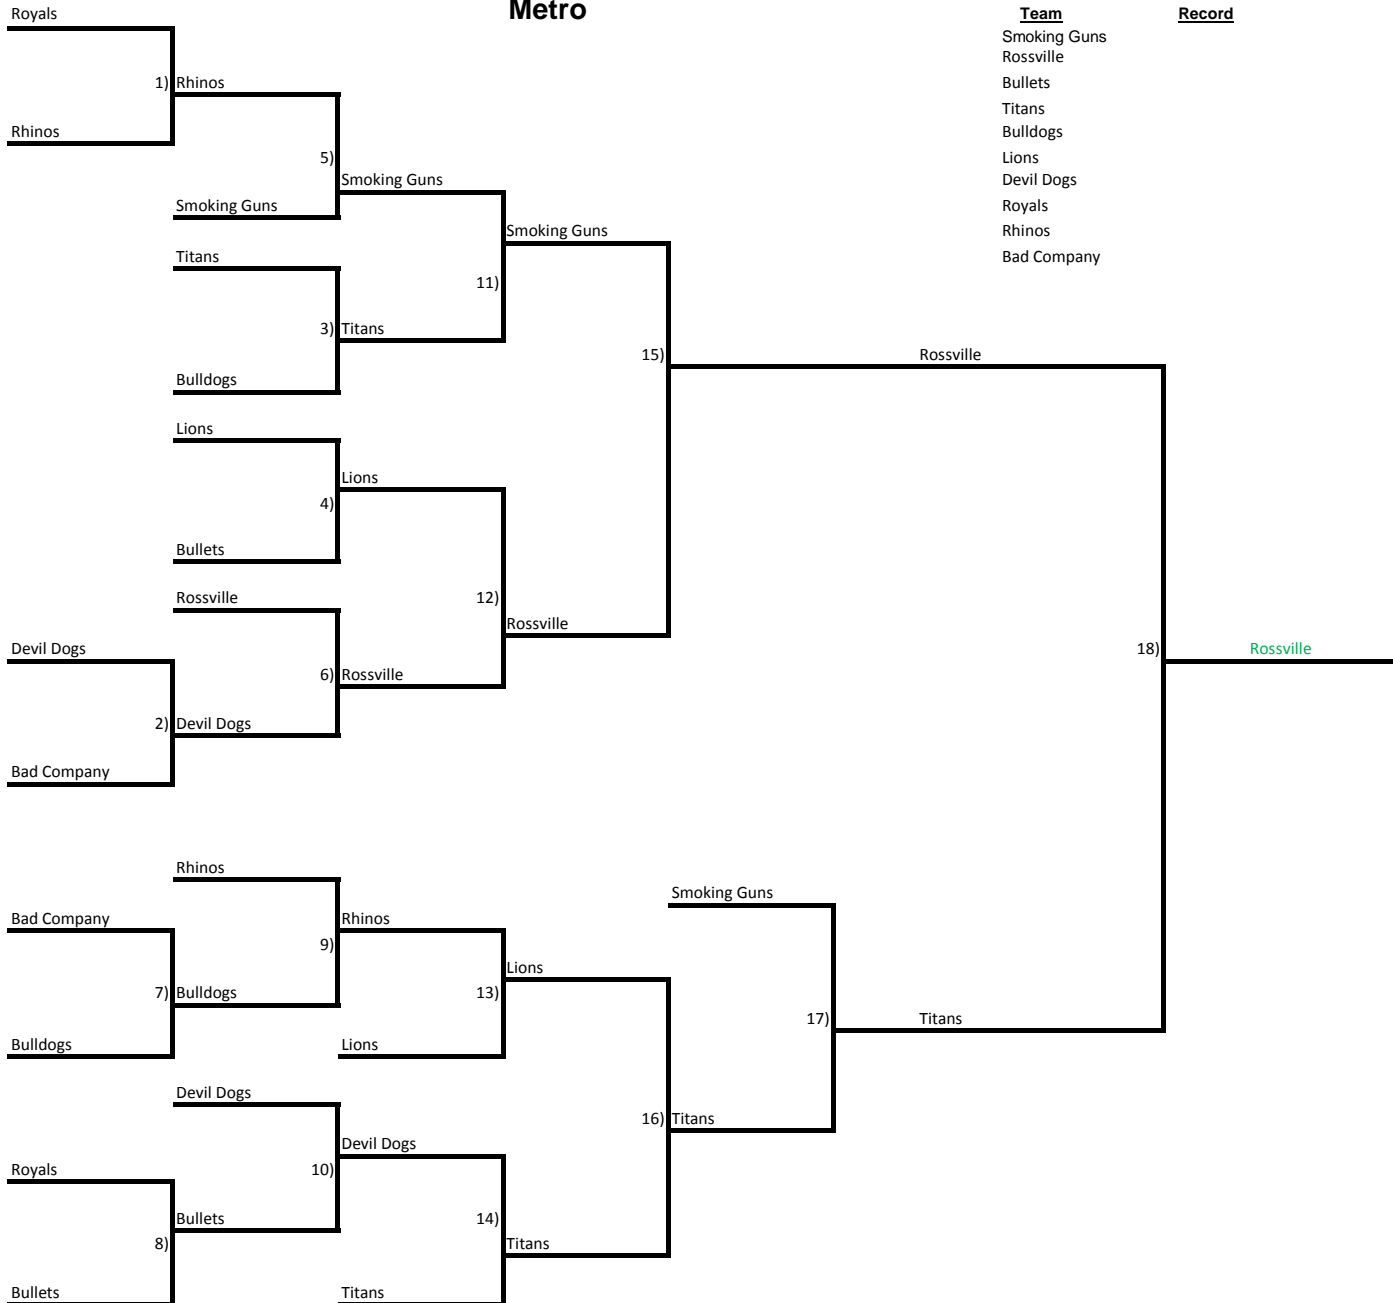 Royals
Metro
Team Record
Smoking Guns
Rossville
1) Rhinos
Bullets
Titans
Rhinos
Bulldogs
5)
Lions
Smoking Guns
Devil Dogs
Smoking Guns
Royals
Smoking Guns
Rhinos
Titans
Bad Company
11)
3) Titans
15)
Rossville
Bulldogs
Lions
Lions
4)
Bullets
Rossville
12)
Rossville
Devil Dogs
18)
Rossville
6) Rossville
2) Devil Dogs
Bad Company
Rhinos
Smoking Guns
Bad Company
Rhinos
9)
Lions
7) Bulldogs
13)
17)
Titans
Bulldogs
Lions
Devil Dogs
16) Titans
Devil Dogs
Royals
10)
Bullets
14)
8)
Titans
Bullets
Titans